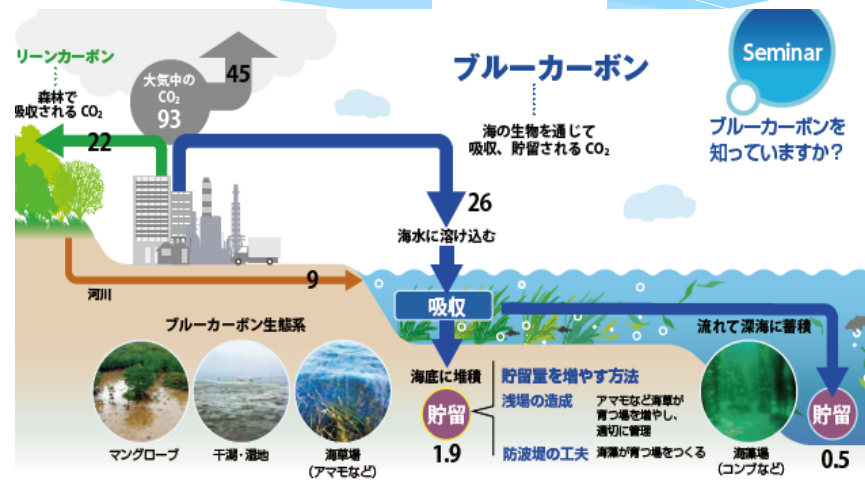 リーンカーボン
森林で
吸収される CO₂
22
大気中の
CO₂
93
45
ブルーカーボン
海の生物を通じて
吸収、貯留される CO₂
Seminar
ブルーカーボンを
知っていますか？
26
海水に溶け込む
9
河川
吸収
ブルーカーボン生態系
流れて深海に蓄積
海底に堆積
貯留
1.9
貯留量を増やす方法
浅場の造成
アマモなど海草が
育つ場を増やし、
適切に管理
防波堤の工夫
海藻が育つ場をつくる
マングローブ
干潟・湿地
海草場
(アマモなど)
海藻場
(コンブなど)
貯留
0.5